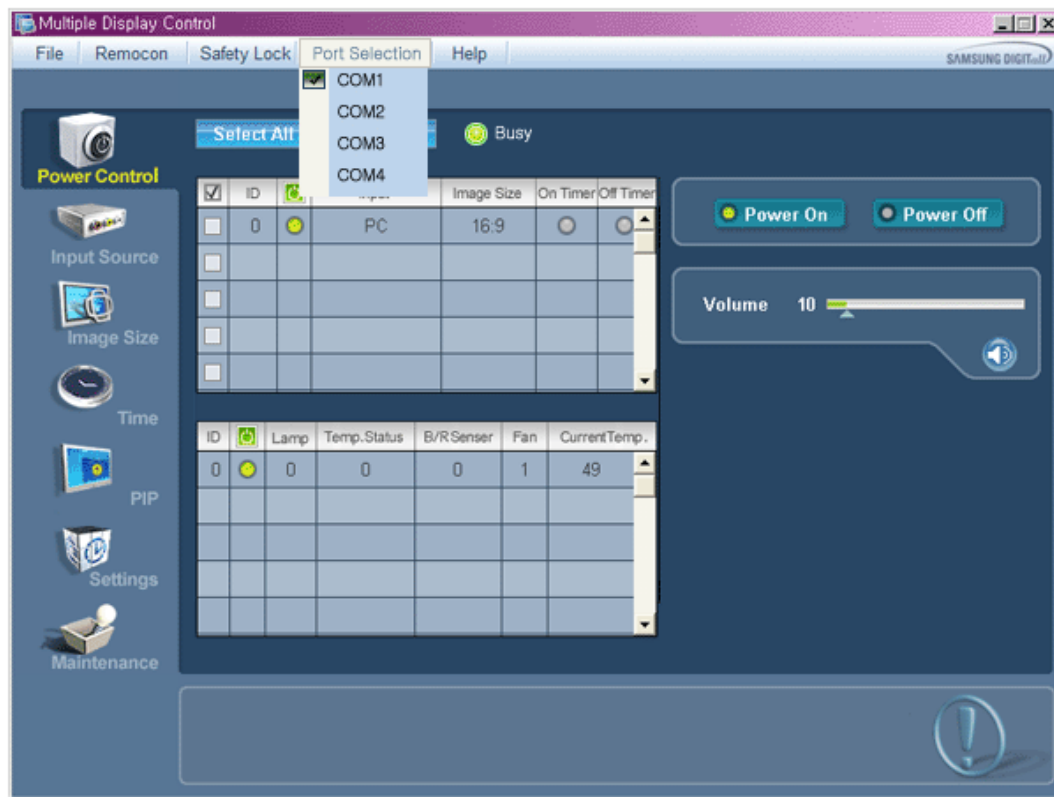 Multiple Display Control
File Remocon Safety Lock Port Selection Help
SAMSUNG DIGITall
COM1
COM2
COM3
COM4
Select All
Busy
Power Control
Input Source
Image Size
Time
PIP
Settings
Maintenance
ID Image Size On Timer Off Timer
0 PC 16:9
Power On Power Off
Volume 10
ID Lamp Temp.Status B/RSenser Fan CurrentTemp.
0 0 0 0 1 49